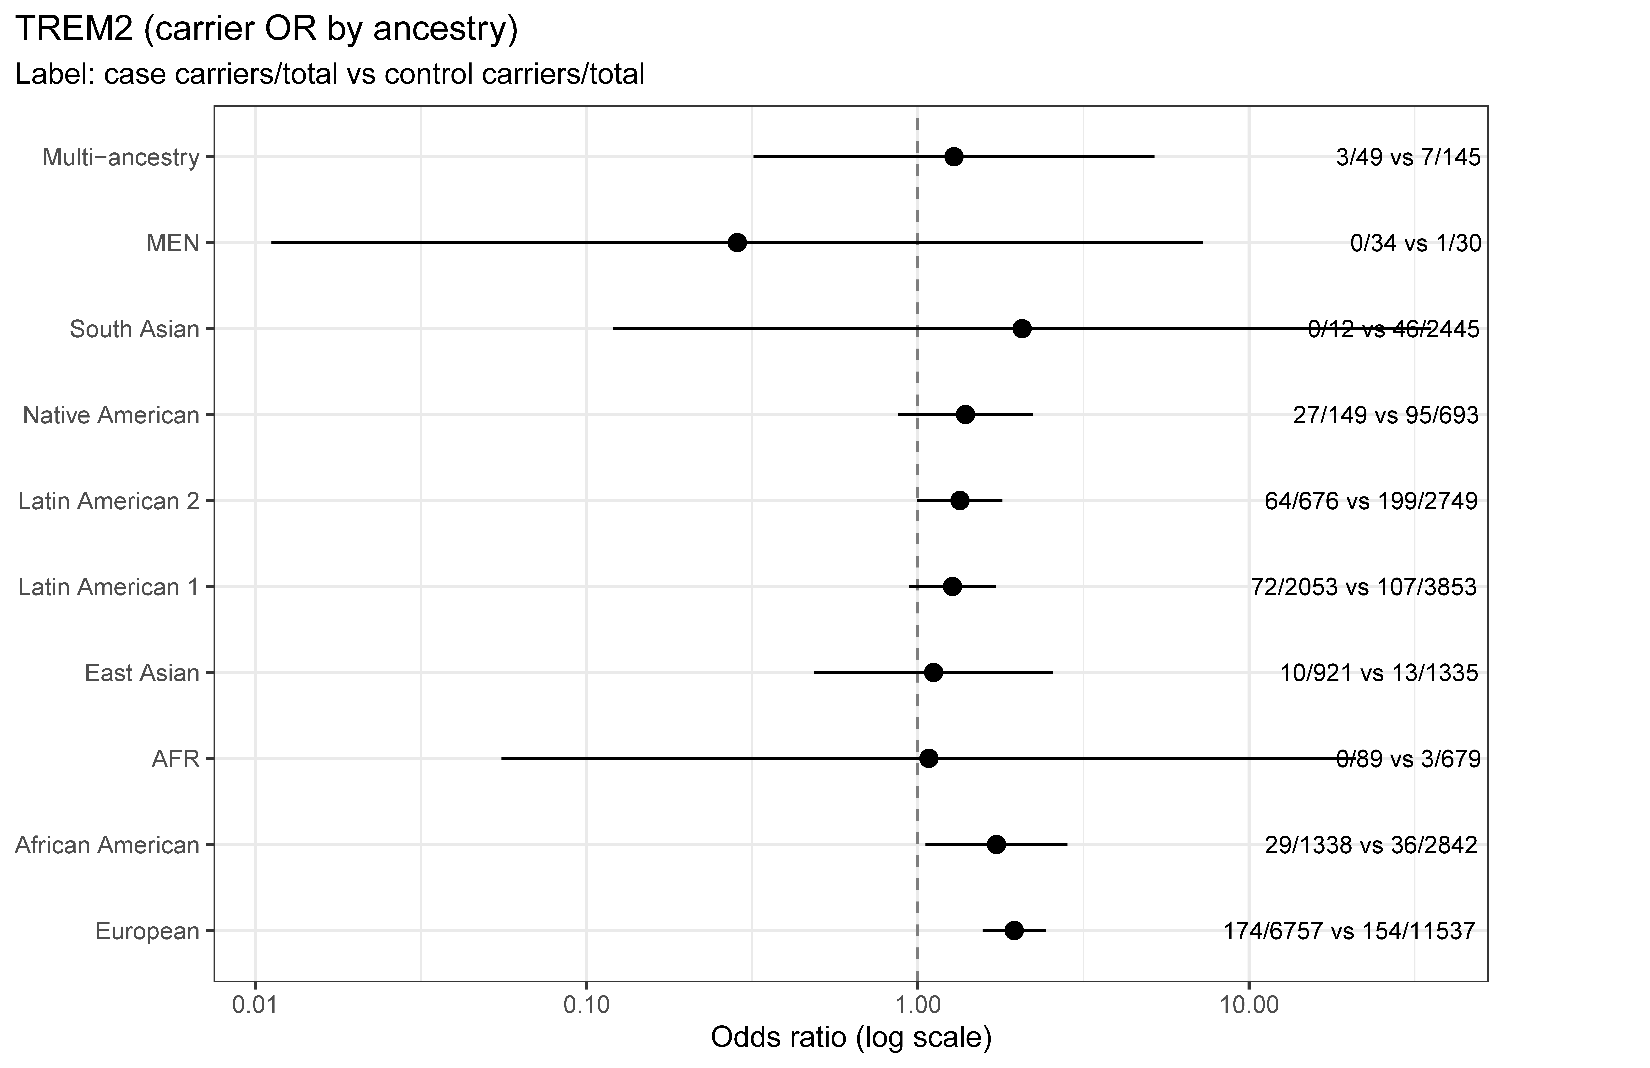 TREM2 (carrier OR by ancestry)
Label: case carriers/total vs control carriers/total
Multi−ancestry 3/49 vs 7/145
MEN 0/34 vs 1/30
South Asian 0/12 vs 46/2445
Native American 27/149 vs 95/693
Latin American 2 64/676 vs 199/2749
Latin American 1 72/2053 vs 107/3853
East Asian 10/921 vs 13/1335
AFR 0/89 vs 3/679
African American 29/1338 vs 36/2842
European 174/6757 vs 154/11537
0.01 0.10 1.00 10.00
Odds ratio (log scale)